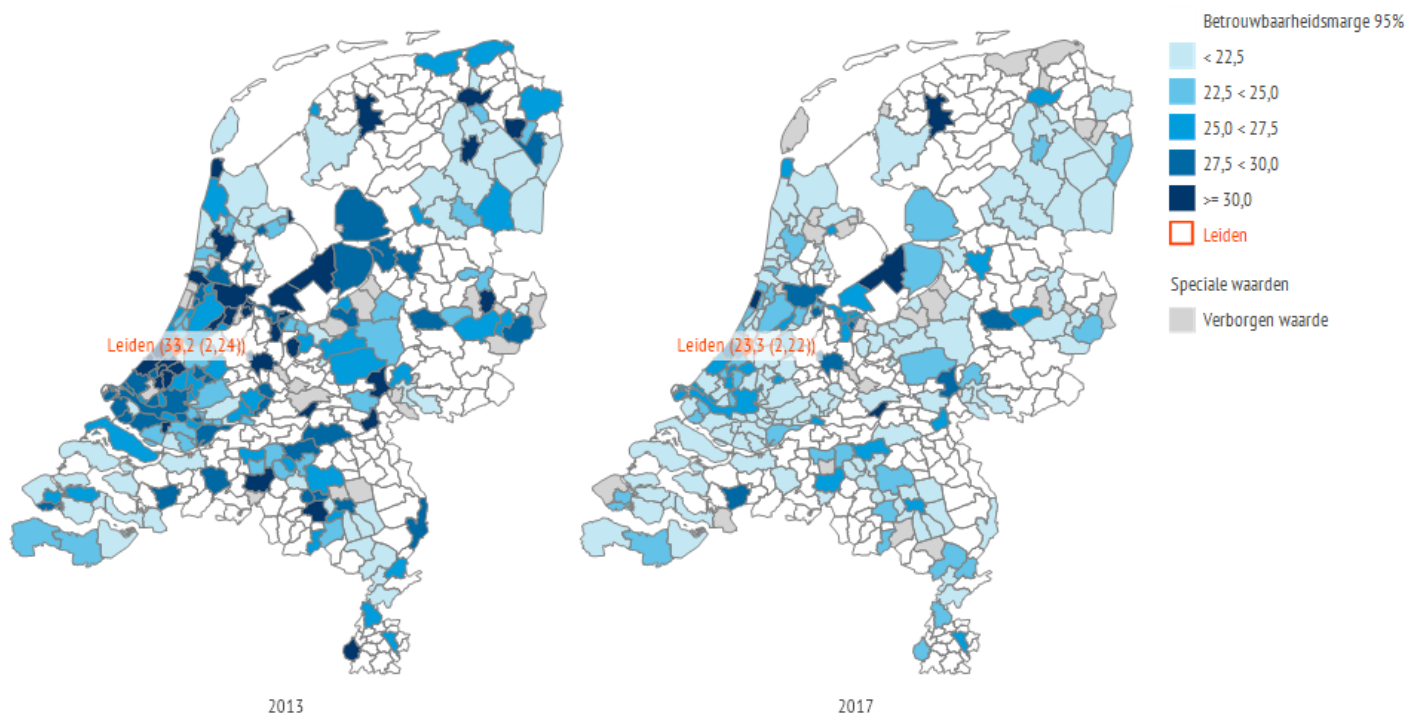 Betrouwbaarheidsmarge 95%
< 22,5
22,5 < 25,0
25,0 < 27,5
27,5 < 30,0
>= 30,0
Leiden
Speciale waarden
Verborgen waarde
Leiden (33,2 (2,24))
Leiden (23,3 (2,22))
2013
2017